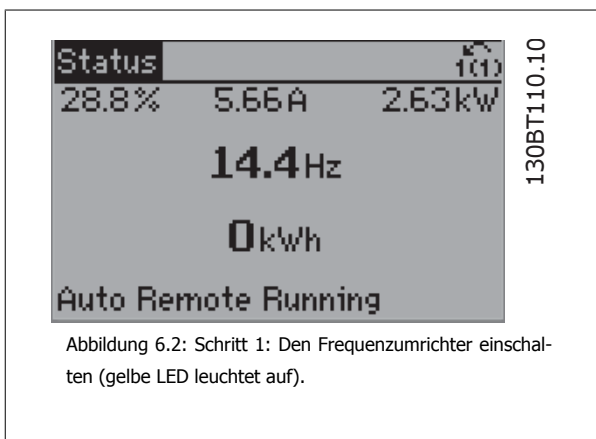 Status 1(1)
28.8% 5.66A 2.63kW
14.4Hz
0kWh
Auto Remote Running
130BT110.10
Abbildung 6.2: Schritt 1: Den Frequenzumrichter einschal-
ten (gelbe LED leuchtet auf).